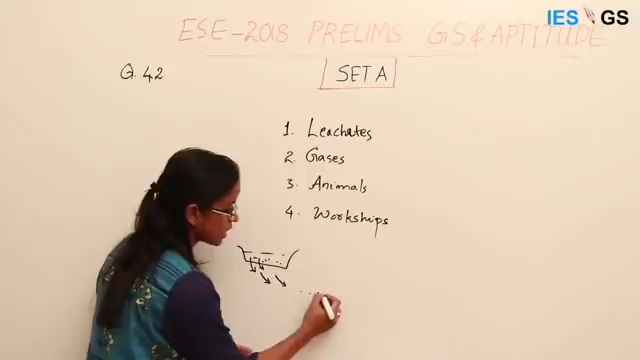 IES GS
ESE-2018 PRELIMS GS & APTITUDE
Q. 42
SET A
1. Leachates
2. Gases
3. Animals
4. Workships